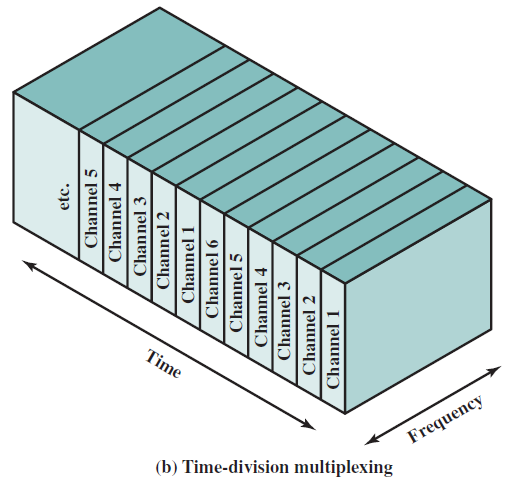 etc.
Channel 5
Channel 4
Channel 3
Channel 2
Channel 1
Channel 6
Channel 5
Channel 4
Channel 3
Channel 2
Channel 1
Time
Frequency
(b) Time-division multiplexing